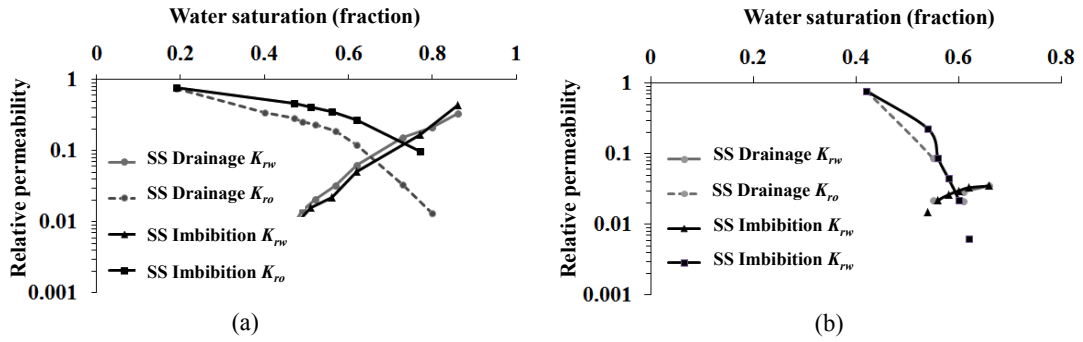 Water saturation (fraction)
0 0.2 0.4 0.6 0.8 1
Relative permeability
1
0.1
0.01
0.001
SS Drainage Krw
SS Drainage Kro
SS Imbibition Krw
SS Imbibition Kro
(a)
Water saturation (fraction)
0 0.2 0.4 0.6 0.8
Relative permeability
1
0.1
0.01
0.001
SS Drainage Krw
SS Drainage Kro
SS Imbibition Krw
SS Imbibition Krw
(b)